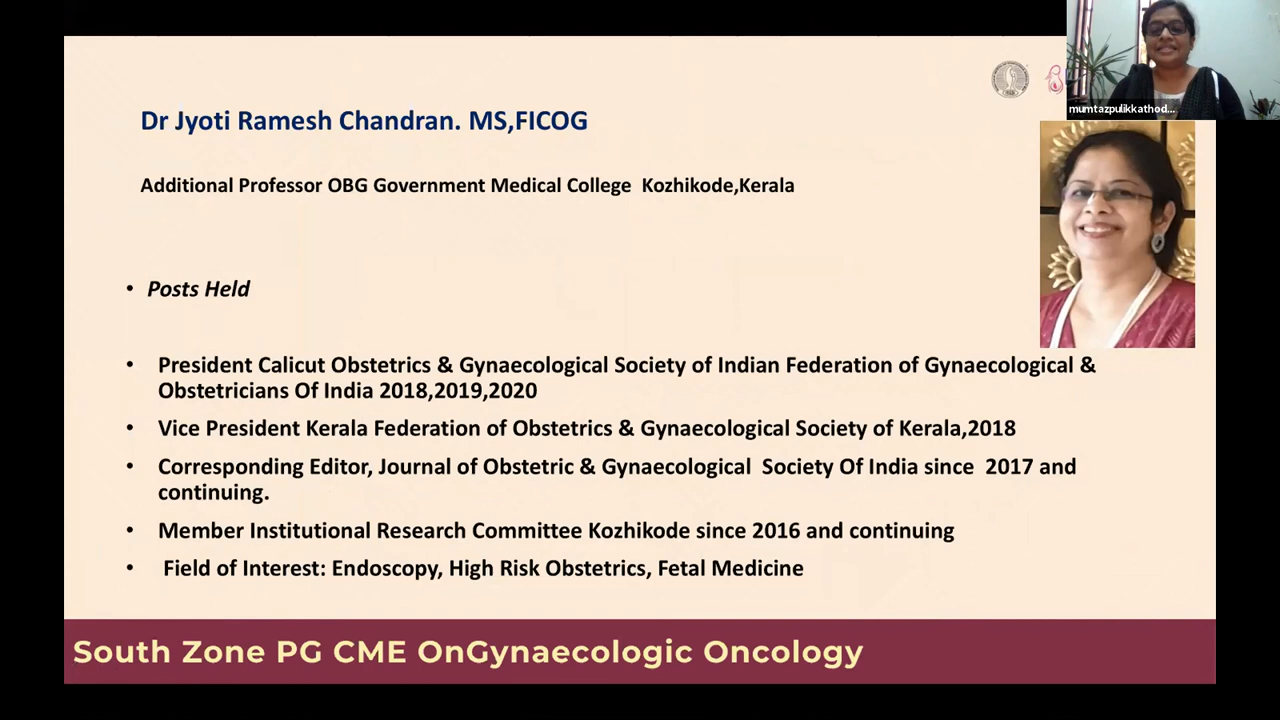 mumtazpulikkathod...
Dr Jyoti Ramesh Chandran. MS,FICOG
Additional Professor OBG Government Medical College Kozhikode,Kerala
• Posts Held
• President Calicut Obstetrics & Gynaecological Society of Indian Federation of Gynaecological &
Obstetricians Of India 2018,2019,2020
• Vice President Kerala Federation of Obstetrics & Gynaecological Society of Kerala,2018
• Corresponding Editor, Journal of Obstetric & Gynaecological Society Of India since 2017 and
continuing.
• Member Institutional Research Committee Kozhikode since 2016 and continuing
• Field of Interest: Endoscopy, High Risk Obstetrics, Fetal Medicine
South Zone PG CME OnGynaecologic Oncology